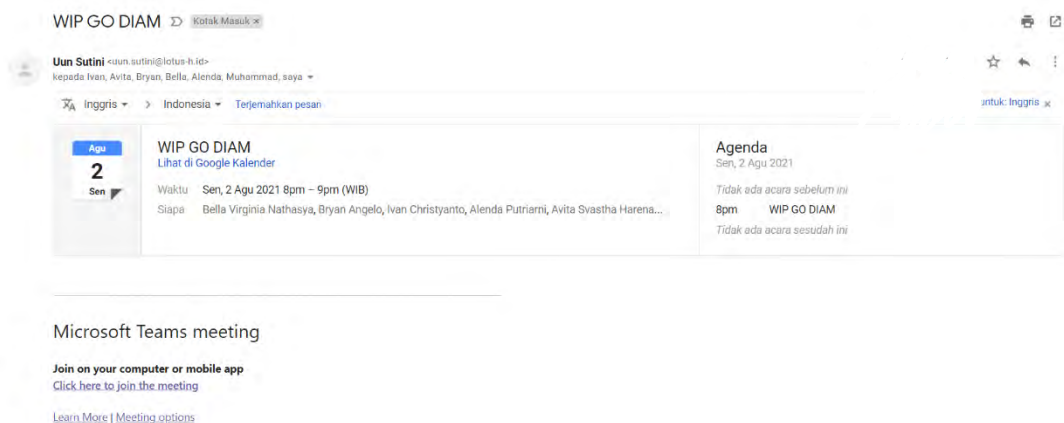 WIP GO DIAM Kotak Masuk ×
Uun Sutini <uun.sutini@lotus-h.id>
kepada Ivan, Avita, Bryan, Bella, Alenda, Muhammad, saya
Inggris > Indonesia Terjemahkan pesan
untuk: Inggris ×
Agu
2
Sen
WIP GO DIAM
Lihat di Google Kalender
Waktu Sen, 2 Agu 2021 8pm – 9pm (WIB)
Siapa Bella Virginia Nathasya, Bryan Angelo, Ivan Christyanto, Alenda Putriarni, Avita Svastha Harena...
Agenda
Sen, 2 Agu 2021
Tidak ada acara sebelum ini
8pm WIP GO DIAM
Tidak ada acara sesudah ini
Microsoft Teams meeting
Join on your computer or mobile app
Click here to join the meeting
Learn More | Meeting options